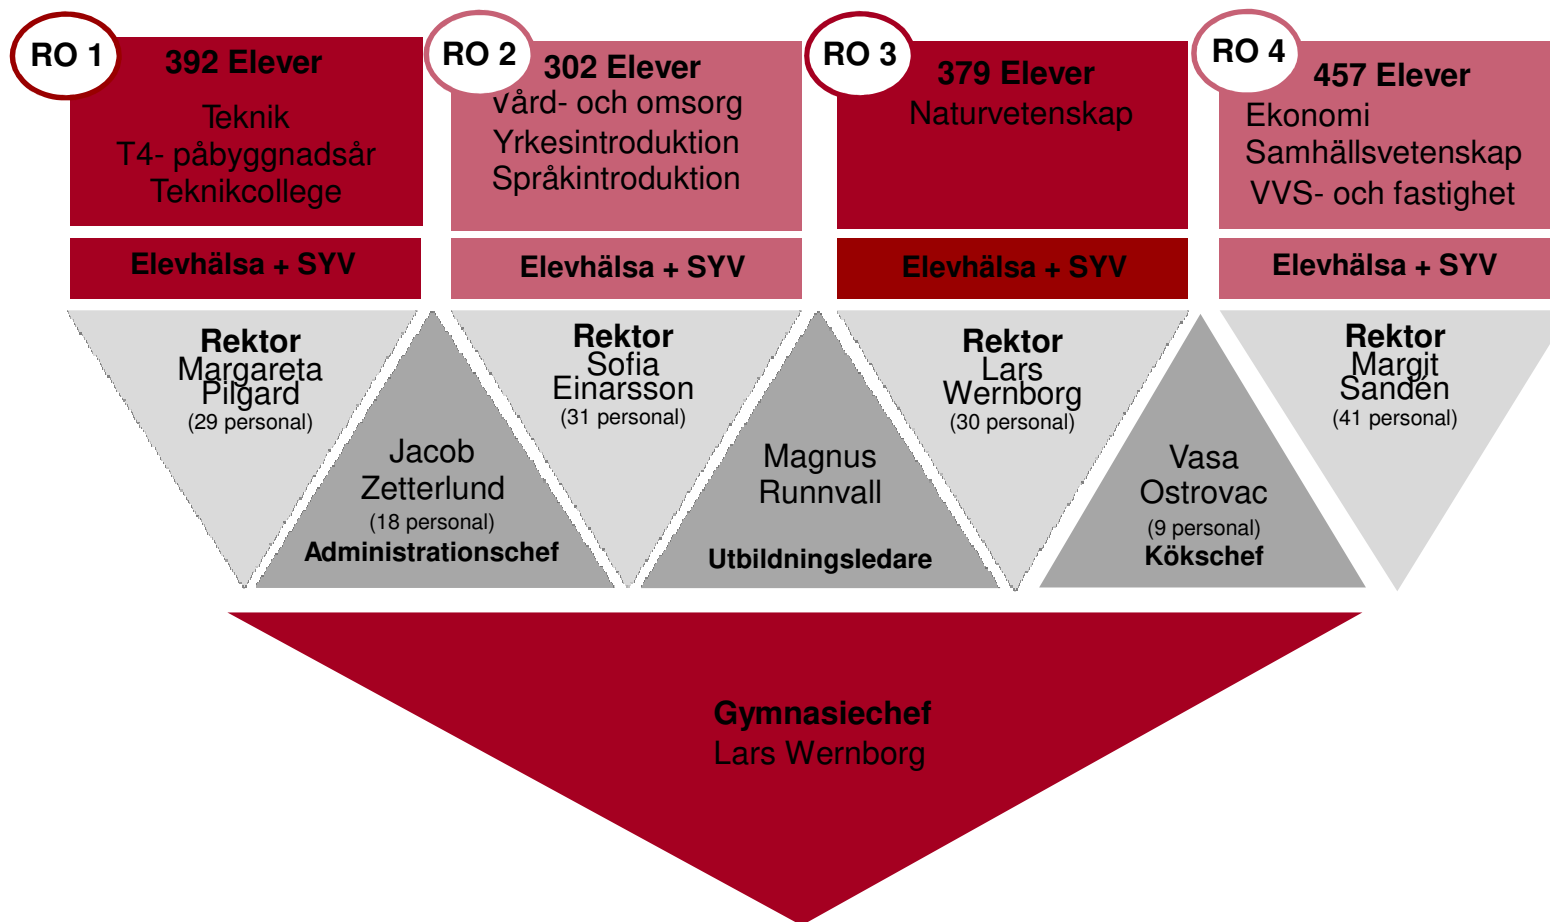 RO 1
392 Elever
Teknik
T4- påbyggnadsår
Teknikcollege
Elevhälsa + SYV
RO 2
302 Elever
Vård- och omsorg
Yrkesintroduktion
Språkintroduktion
Elevhälsa + SYV
RO 3
379 Elever
Naturvetenskap
Elevhälsa + SYV
RO 4
457 Elever
Ekonomi
Samhällsvetenskap
VVS- och fastighet
Elevhälsa + SYV
Rektor
Margareta
Pilgard
(29 personal)
Jacob
Zetterlund
(18 personal)
Administrationschef
Rektor
Sofia
Einarsson
(31 personal)
Magnus
Runnvall
Utbildningsledare
Rektor
Lars
Wernborg
(30 personal)
Vasa
Ostrovac
(9 personal)
Kökschef
Rektor
Margit
Sandén
(41 personal)
Gymnasiechef
Lars Wernborg